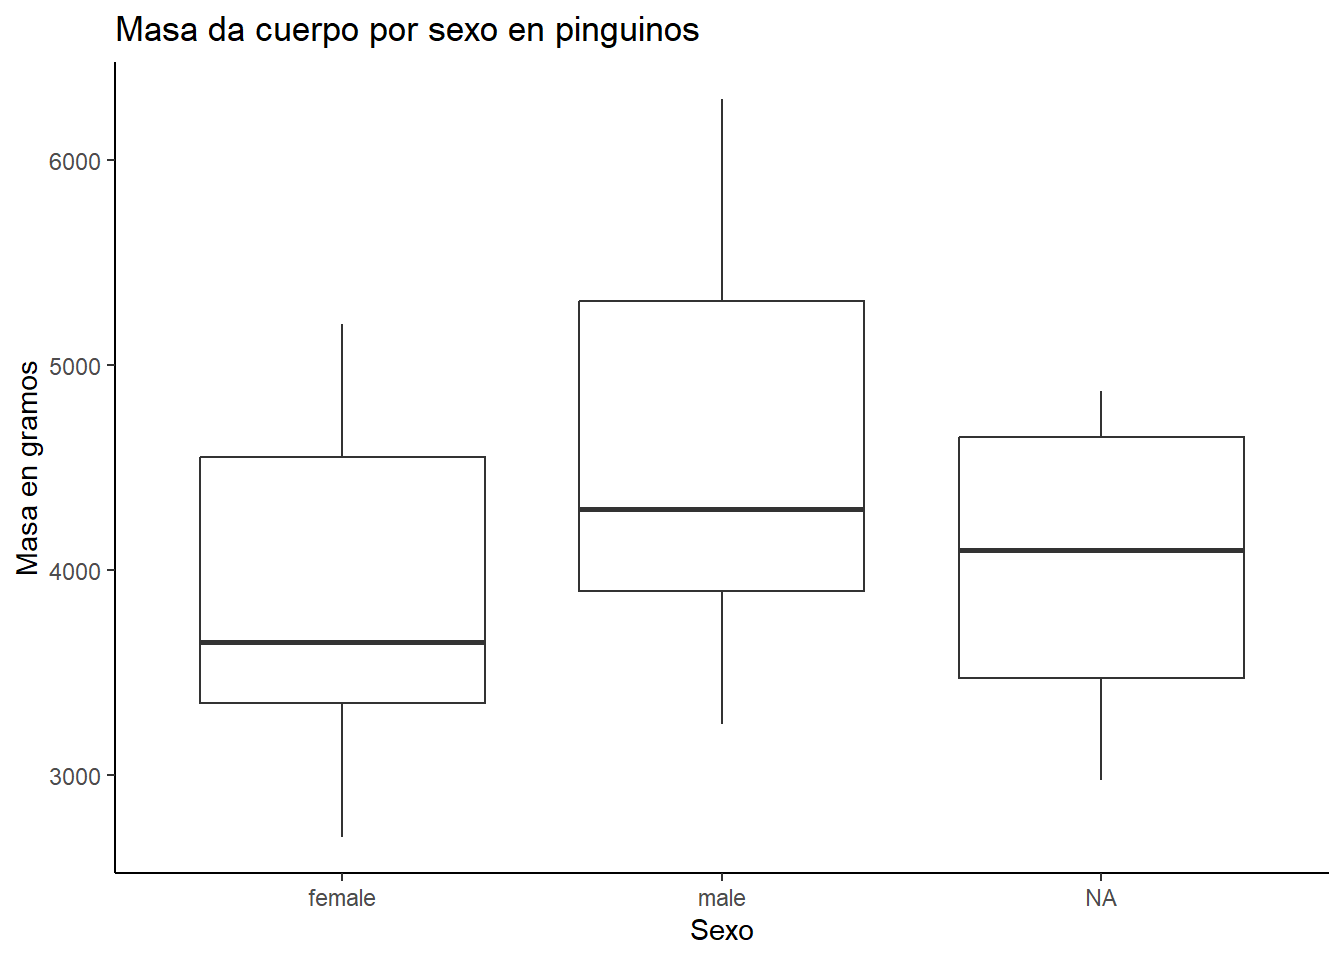 Masa da cuerpo por sexo en pinguinos
Masa en gramos
6000
5000
4000
3000
female
male
NA
Sexo